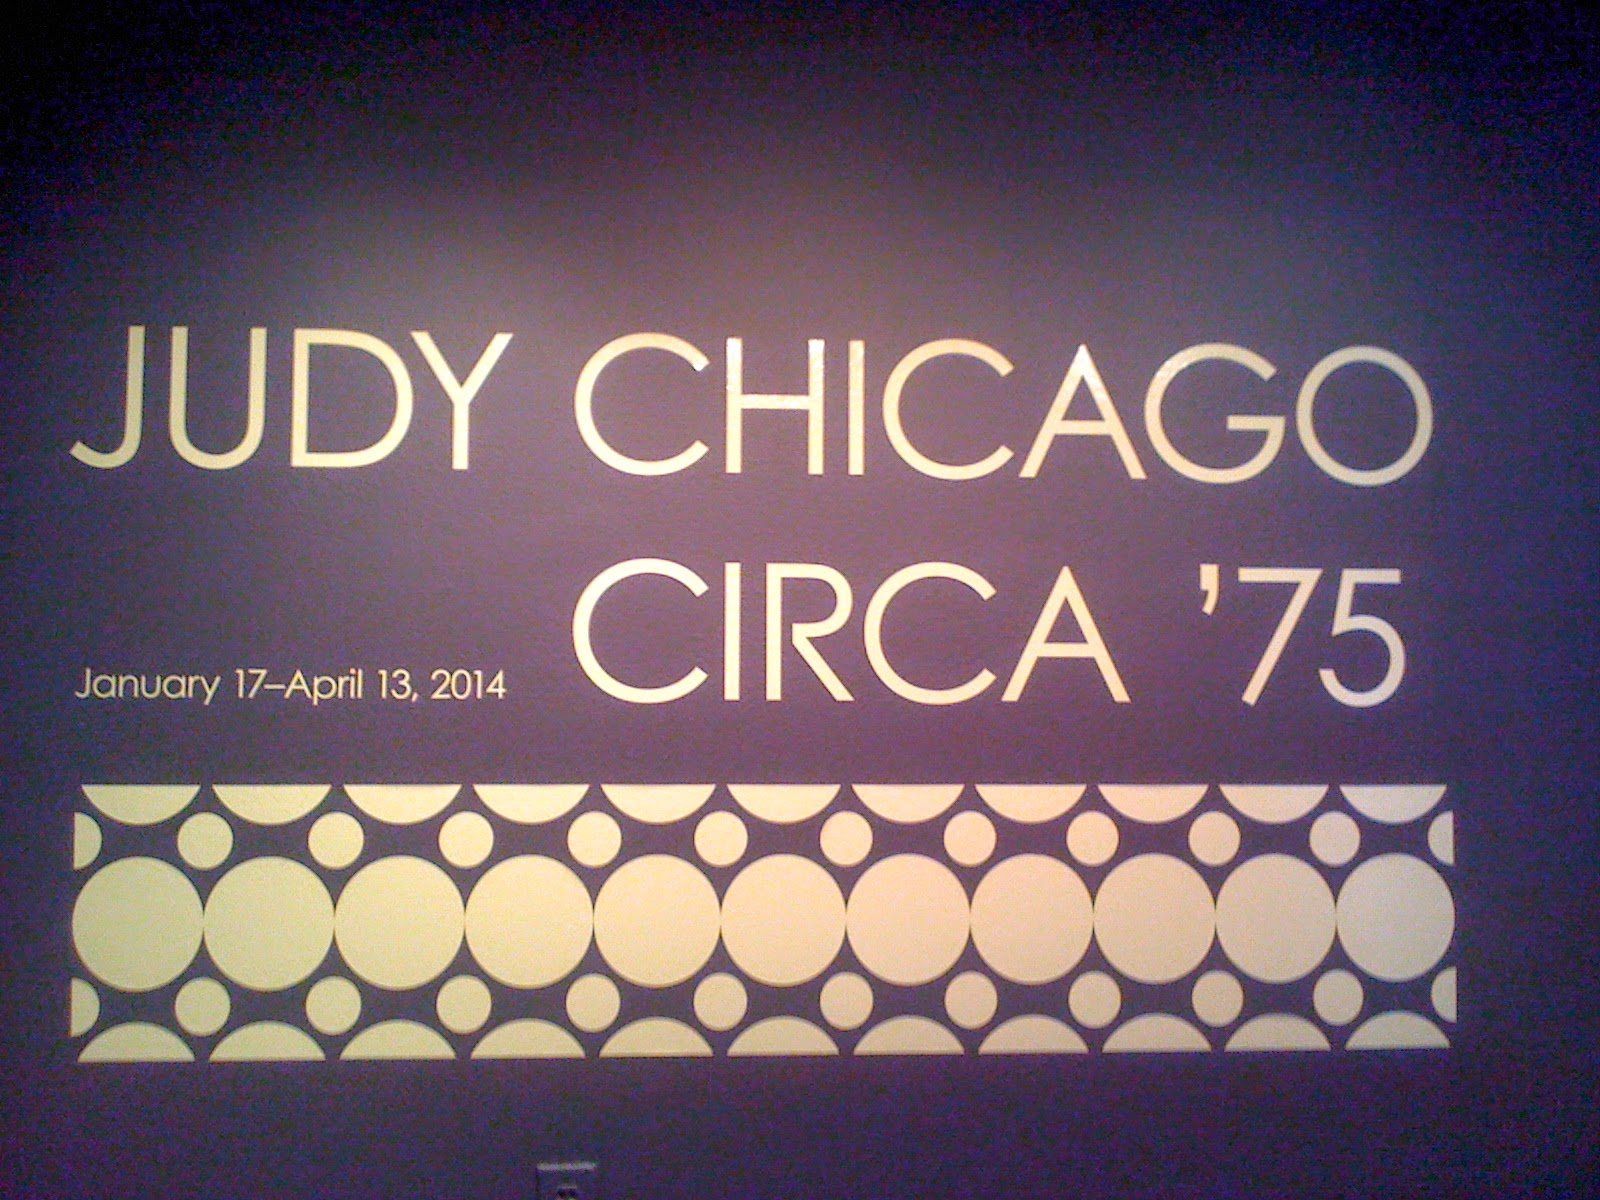 JUDY CHICAGO
CIRCA ’75
January 17–April 13, 2014